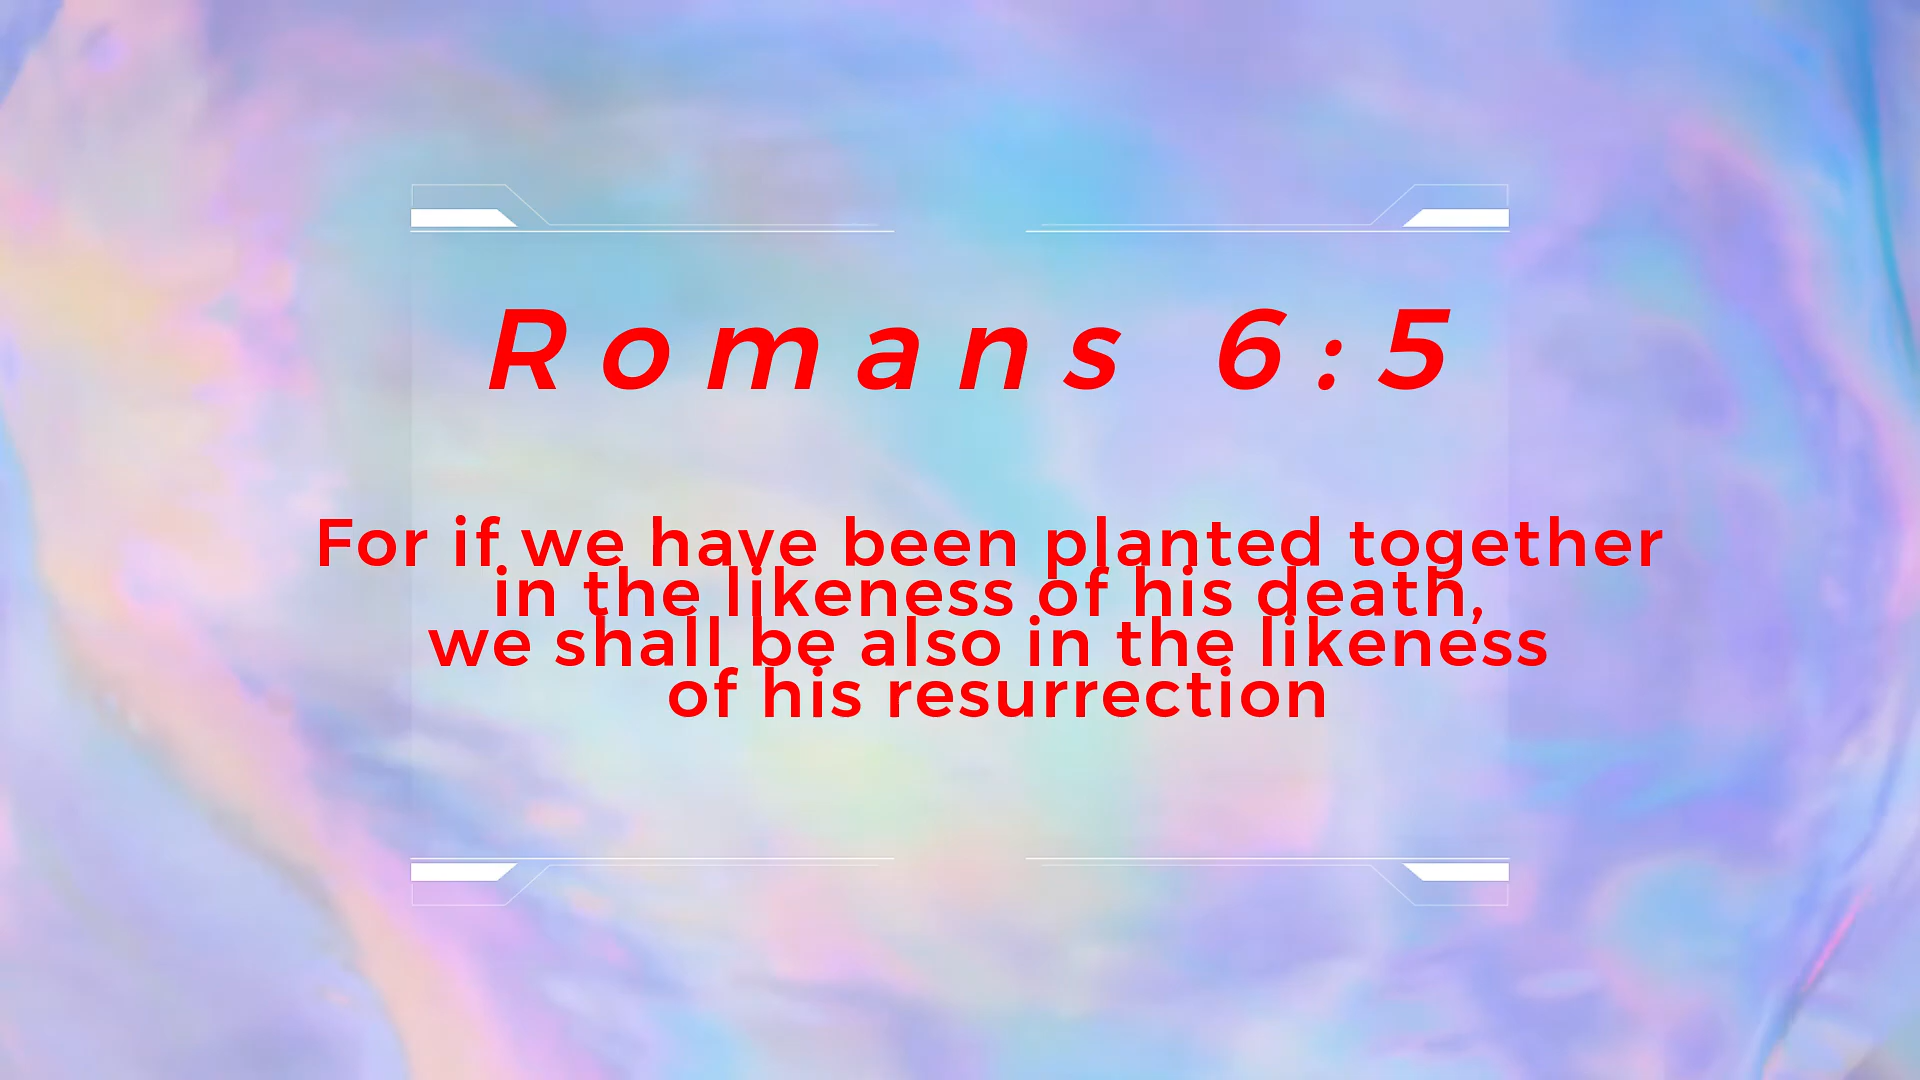 Romans 6:5
For if we have been planted together
in the likeness of his death,
we shall be also in the likeness
of his resurrection